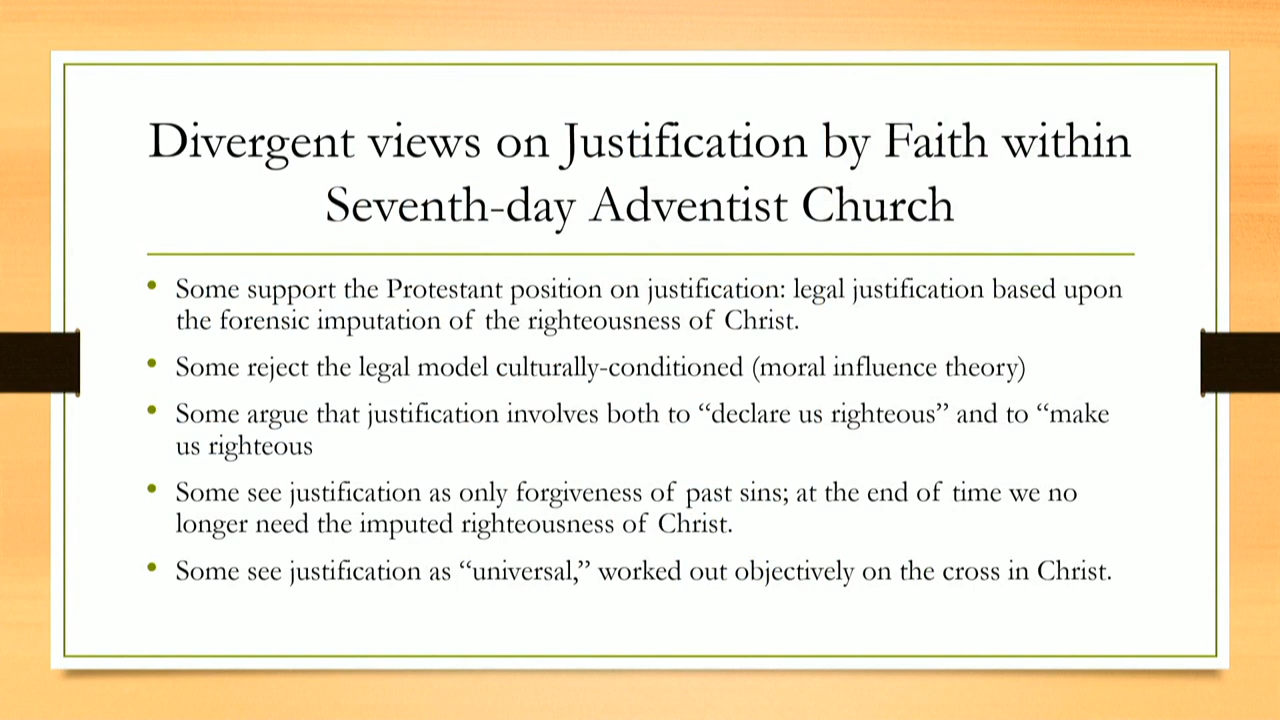 Divergent views on Justification by Faith within
Seventh-day Adventist Church
• Some support the Protestant position on justification: legal justification based upon
the forensic imputation of the righteousness of Christ.
• Some reject the legal model culturally-conditioned (moral influence theory)
• Some argue that justification involves both to “declare us righteous” and to “make
us righteous
• Some see justification as only forgiveness of past sins; at the end of time we no
longer need the imputed righteousness of Christ.
• Some see justification as “universal,” worked out objectively on the cross in Christ.